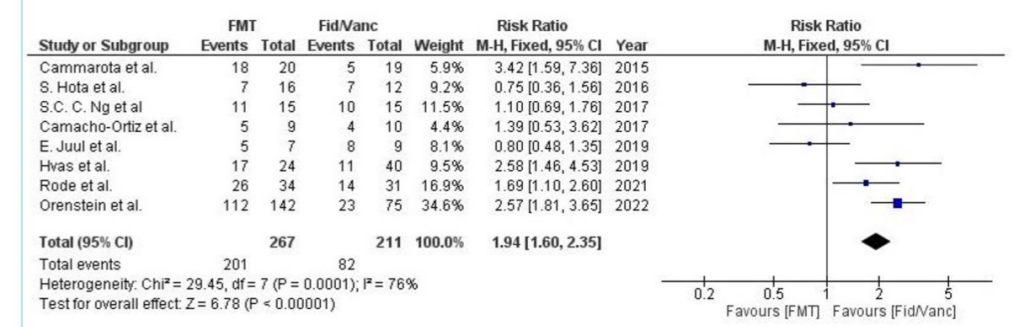 FMT Fid/Vanc Risk Ratio Risk Ratio
Study or Subgroup Events Total Events Total Weight M-H, Fixed, 95% CI Year M-H, Fixed, 95% CI
Cammarota et al. 18 20 5 19 5.9% 3.42 [1.59, 7.36] 2015
S. Hota et al. 7 16 7 12 9.2% 0.75 [0.36, 1.56] 2016
S.C. C. Ng et al 11 15 10 15 11.5% 1.10 [0.69, 1.76] 2017
Camacho-Ortiz et al. 5 9 4 10 4.4% 1.39 [0.53, 3.62] 2017
E. Juul et al. 5 7 8 9 8.1% 0.80 [0.48, 1.35] 2019
Hvas et al. 17 24 11 40 9.5% 2.58 [1.46, 4.53] 2019
Rode et al. 26 34 14 31 16.9% 1.69 [1.10, 2.60] 2021
Orenstein et al. 112 142 23 75 34.6% 2.57 [1.81, 3.65] 2022
Total (95% CI) 267 211 100.0% 1.94 [1.60, 2.35]
Total events 201 82
Heterogeneity: Chi² = 29.45, df = 7 (P = 0.0001); I² = 76%
Test for overall effect: Z = 6.78 (P < 0.00001)
0.2 0.5 1 2 5
Favours [FMT] Favours [Fid/Vanc]